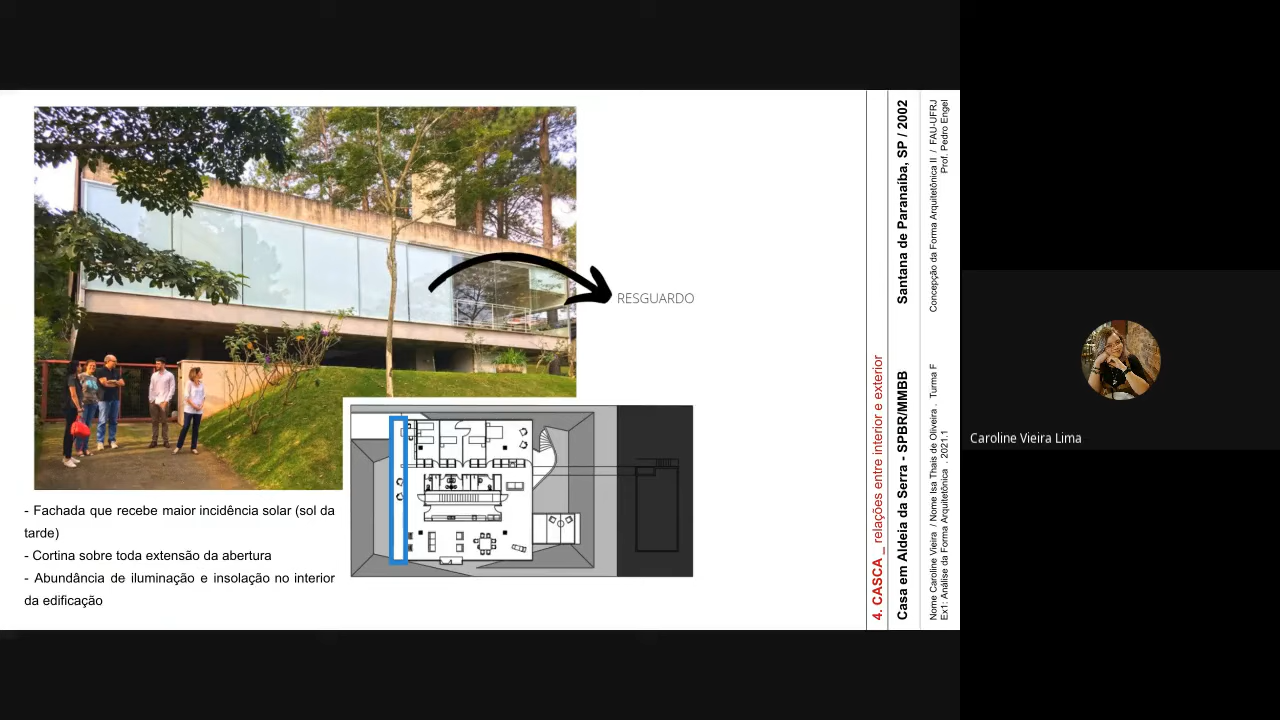 RESGUARDO
- Fachada que recebe maior incidência solar (sol da
tarde)
- Cortina sobre toda extensão da abertura
- Abundância de iluminação e insolação no interior
da edificação
4. CASCA _ relações entre interior e exterior
Casa em Aldeia da Serra - SPBR/MMBB
Santana de Paranaíba, SP / 2002
Nome Caroline Vieira / Nome Isa Thais de Oliveira . Turma F
Ex1: Análise da Forma Arquitetônica . 2021.1
Concepção da Forma Arquitetônica II / FAU-UFRJ
Prof. Pedro Engel
Caroline Vieira Lima